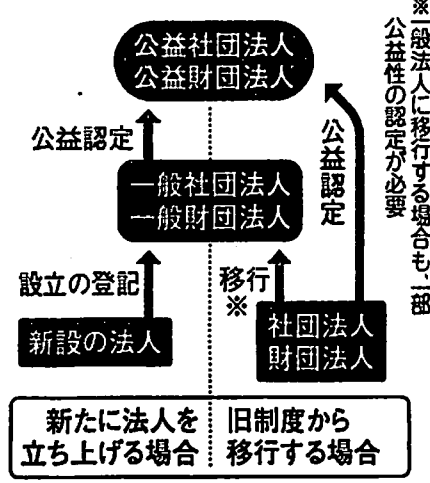 ※一般法人に移行する場合も、一部
公益性の認定が必要
公益社団法人
公益財団法人
公益認定
公益認定
一般社団法人
一般財団法人
設立の登記
移行
※
新設の法人
社団法人
財団法人
新たに法人を
立ち上げる場合
旧制度から
移行する場合